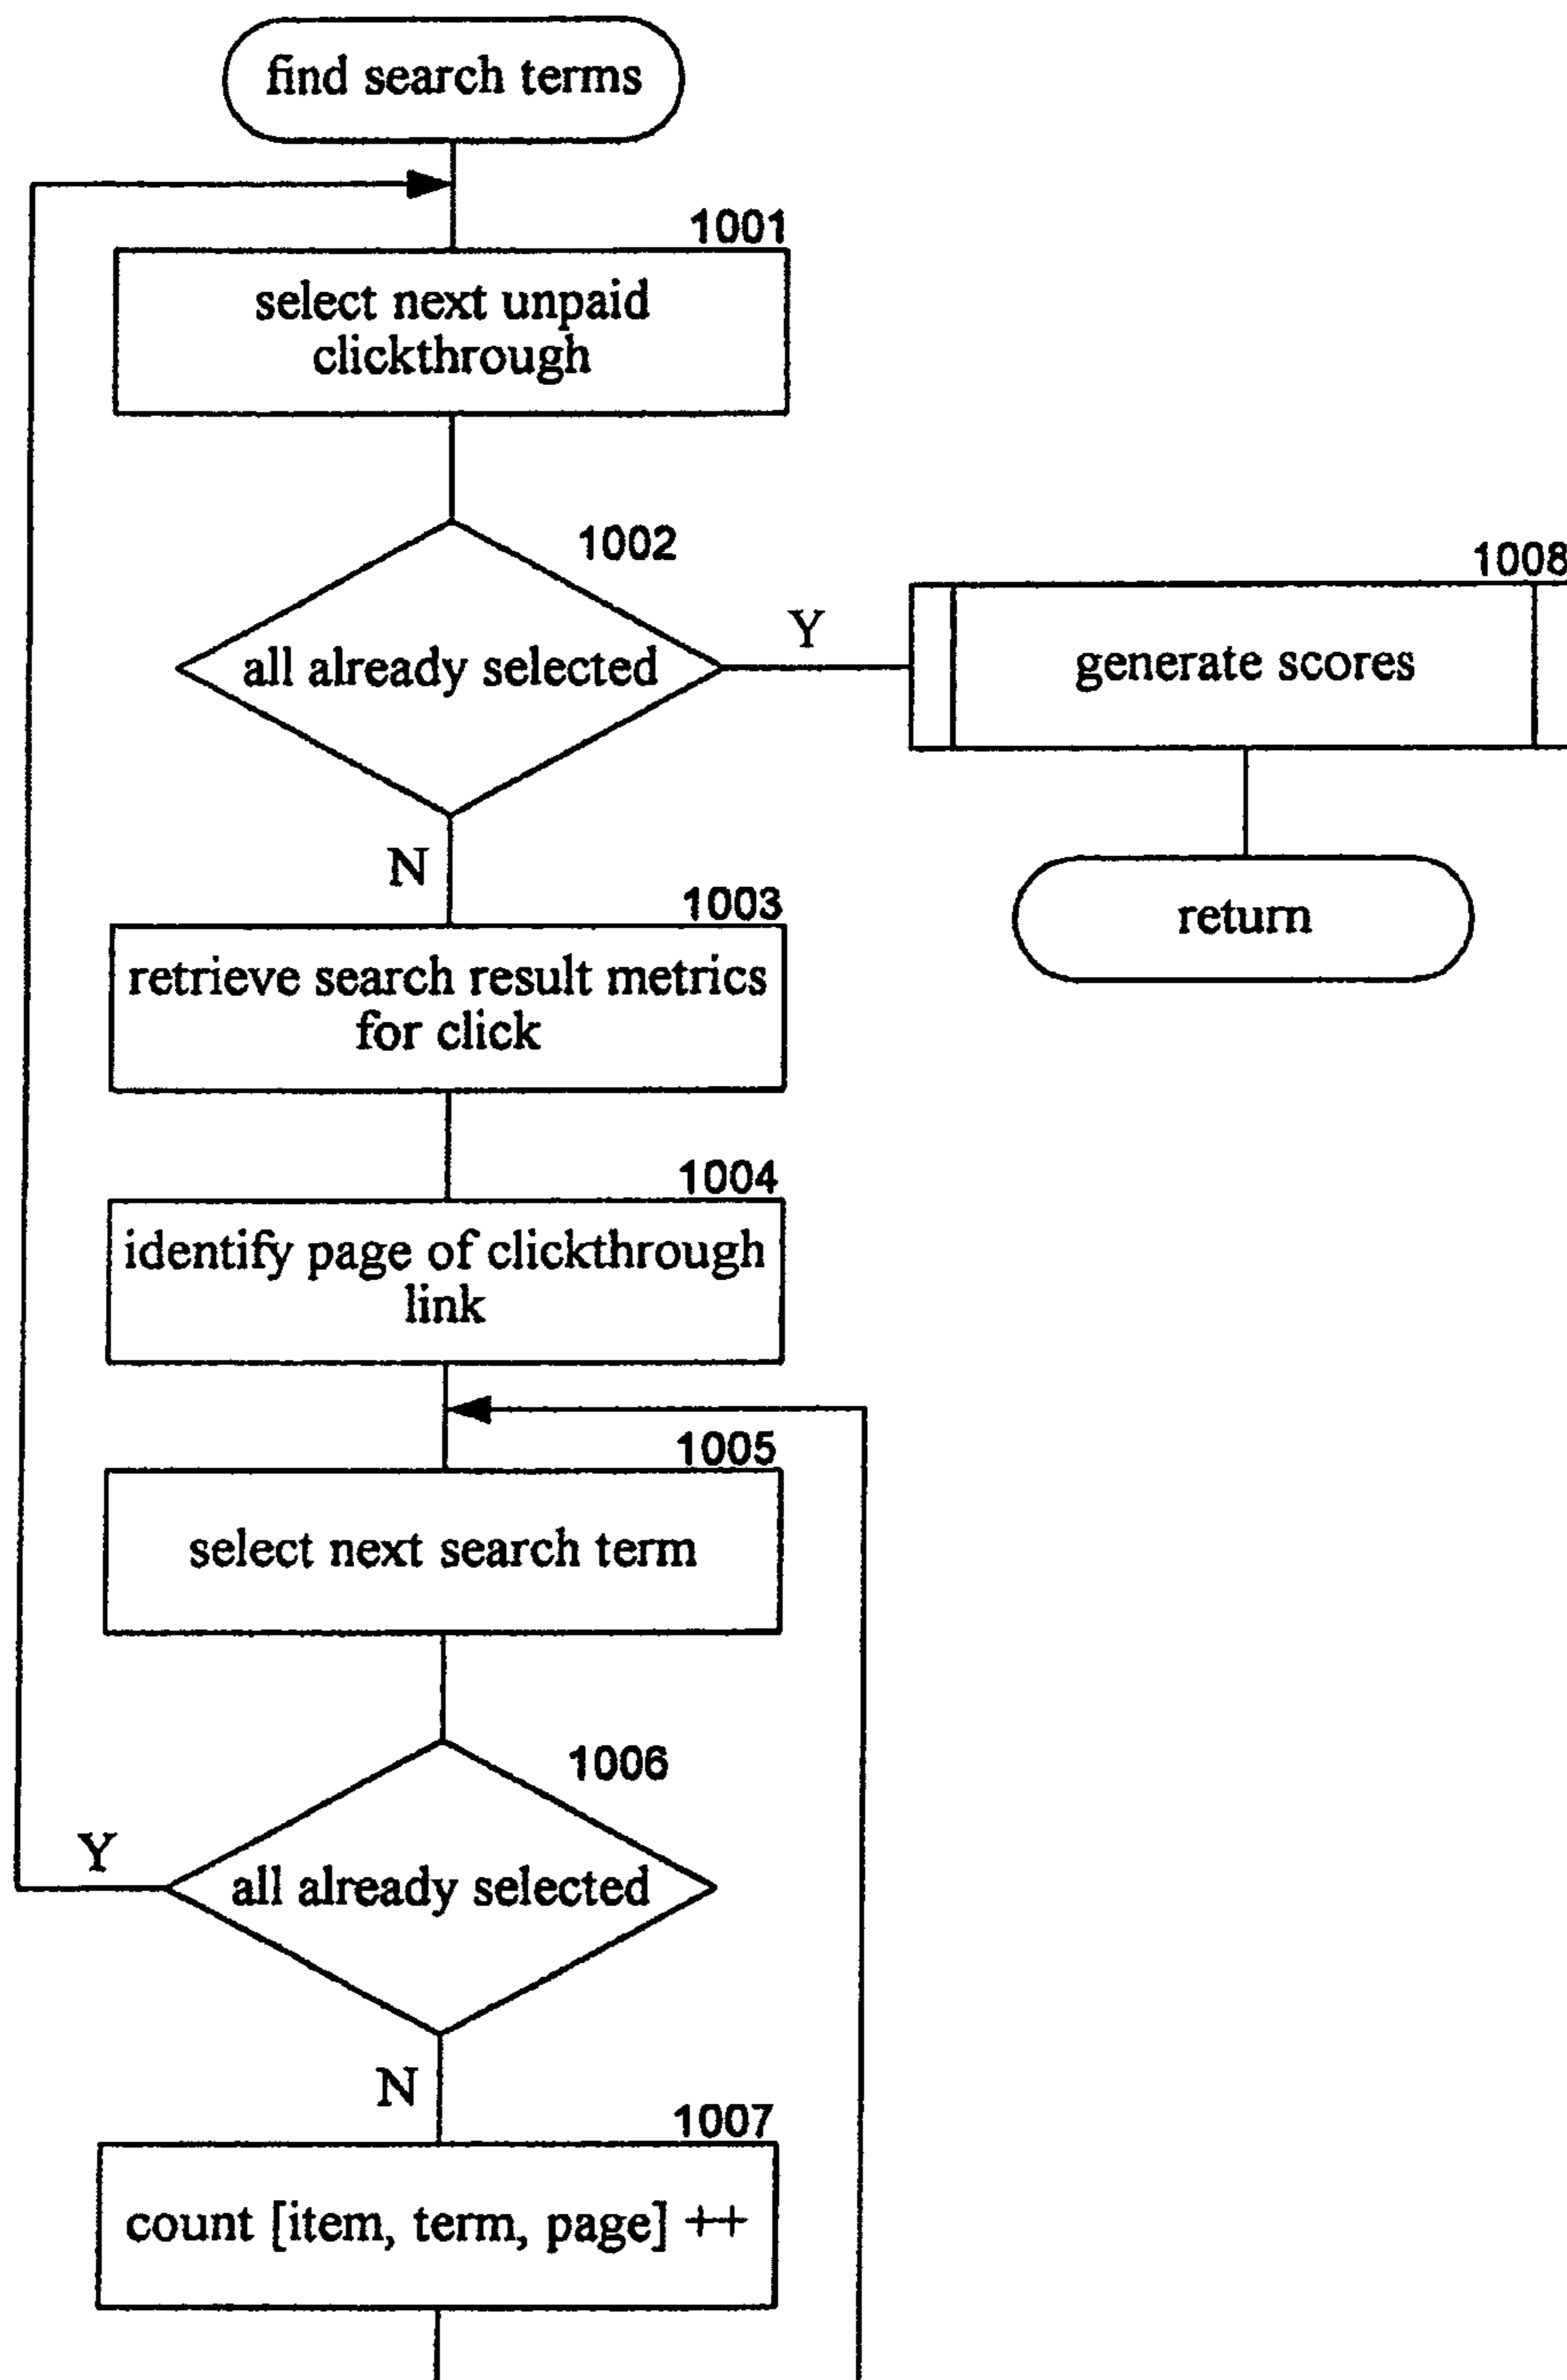 find search terms
1001
select next unpaid
clickthrough
1002
all already selected
Y
1008
generate scores
return
N
1003
retrieve search result metrics
for click
1004
identify page of clickthrough
link
1005
select next search term
1006
all already selected
Y
N
1007
count [item, term, page] ++